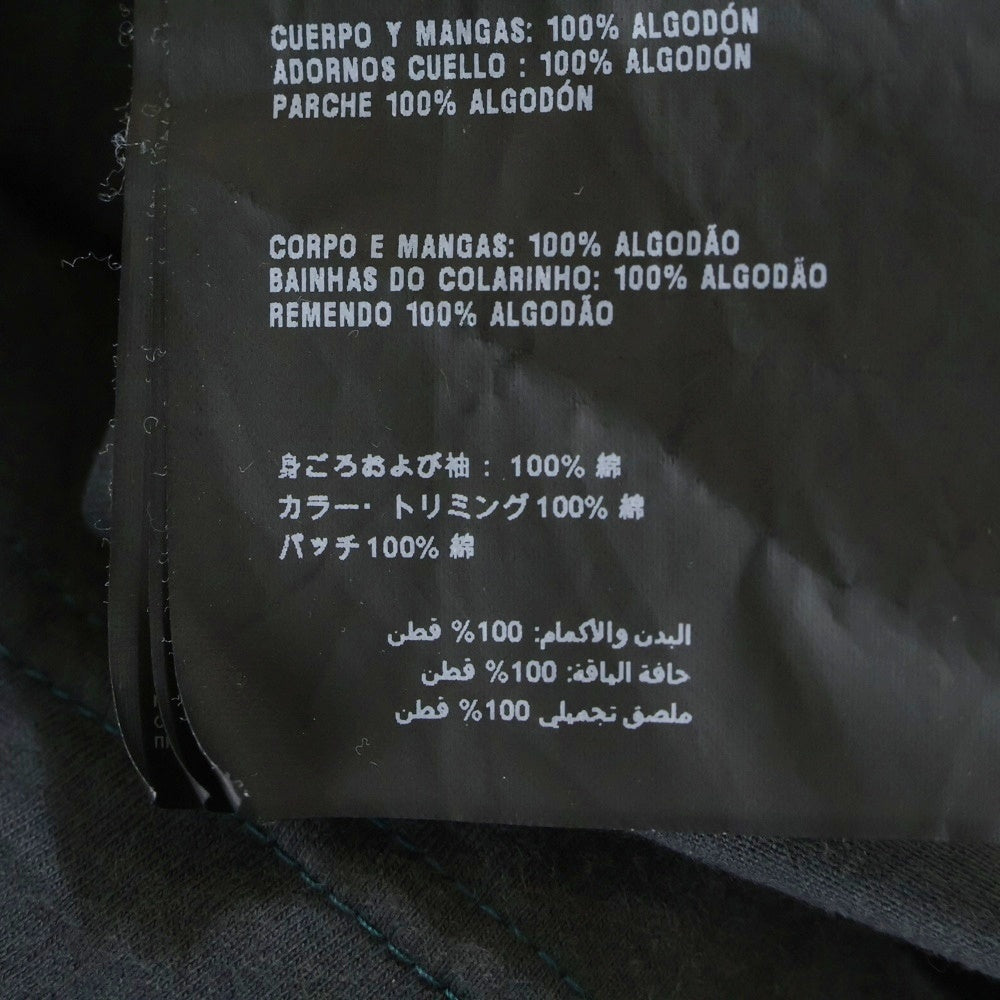 CUERPO Y MANGAS: 100% ALGODÓN
ADORNOS CUELLO : 100% ALGODÓN
PARCHE 100% ALGODÓN
CORPO E MANGAS: 100% ALGODÃO
BAINHAS DO COLARINHO: 100% ALGODÃO
REMENDO 100% ALGODÃO
身ごろおよび袖： 100% 綿
カラー・トリミング100% 綿
パッチ100% 綿
البدن والأكمام: 100% قطن
حافة الياقة: 100% قطن
ملصق تجميلي 100% قطن